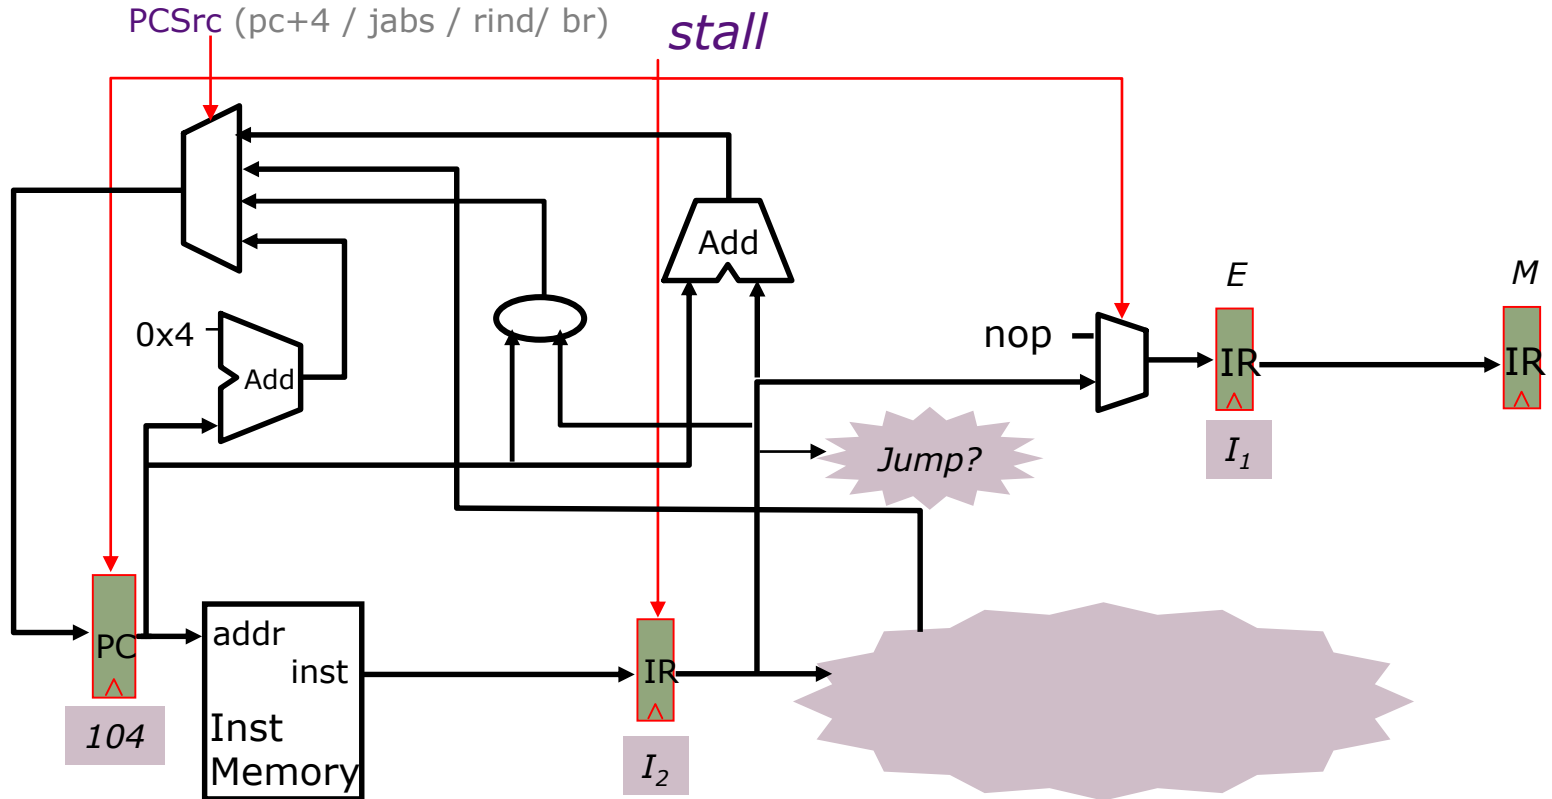 PCSrc (pc+4 / jabs / rind/ br)
stall
Add
E
M
0x4
nop
Add
IR
IR
Jump?
I1
addr
PC
inst
IR
104
Inst
Memory
I2